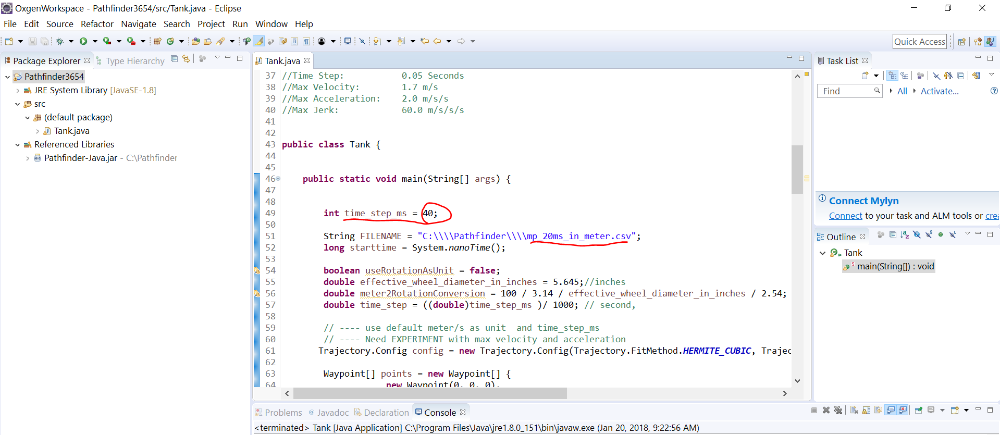 OxgenWorkspace - Pathfinder3654/src/Tank.java - Eclipse
File Edit Source Refactor Navigate Search Project Run Window Help
Quick Access
Package Explorer Type Hierarchy
Pathfinder3654
JRE System Library [JavaSE-1.8]
src
(default package)
Tank.java
Referenced Libraries
Pathfinder-Java.jar - C:\Pathfinder
Tank.java
37 //Time Step: 0.05 Seconds
38 //Max Velocity: 1.7 m/s
39 //Max Acceleration: 2.0 m/s/s
40 //Max Jerk: 60.0 m/s/s/s
41
42
43 public class Tank {
44
45
46 public static void main(String[] args) {
47
48
49 int time_step_ms = 40;
50
51 String FILENAME = "C:\\\\Pathfinder\\\\mp_20ms_in_meter.csv";
52 long starttime = System.nanoTime();
53
54 boolean useRotationAsUnit = false;
55 double effective_wheel_diameter_in_inches = 5.645;//inches
56 double meter2RotationConversion = 100 / 3.14 / effective_wheel_diameter_in_inches / 2.54;
57 double time_step = ((double)time_step_ms )/ 1000; // second,
58
59 // ---- use default meter/s as unit  and time_step_ms
60 // ---- Need EXPERIMENT with max velocity and acceleration
61 Trajectory.Config config = new Trajectory.Config(Trajectory.FitMethod.HERMITE_CUBIC, Trajec
62
63 Waypoint[] points = new Waypoint[] {
64 new Waypoint(0, 0, 0),
Task List
Find All Activate...
Connect Mylyn
Connect to your task and ALM tools or crea
Outline
Tank
main(String[]) : void
Problems @ Javadoc Declaration Console
<terminated> Tank [Java Application] C:\Program Files\Java\jre1.8.0_151\bin\javaw.exe (Jan 20, 2018, 9:22:56 AM)